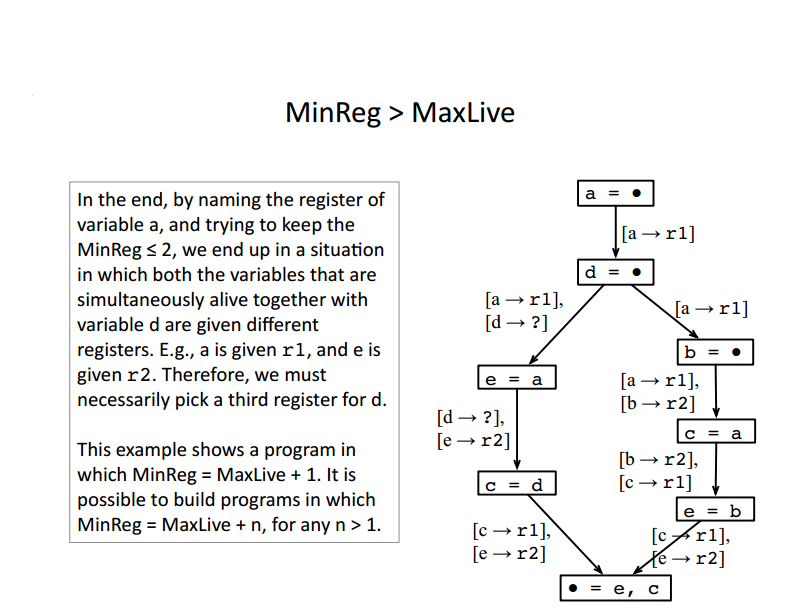 MinReg > MaxLive
In the end, by naming the register of
variable a, and trying to keep the
MinReg ≤ 2, we end up in a situation
in which both the variables that are
simultaneously alive together with
variable d are given different
registers. E.g., a is given r1, and e is
given r2. Therefore, we must
necessarily pick a third register for d.
This example shows a program in
which MinReg = MaxLive + 1. It is
possible to build programs in which
MinReg = MaxLive + n, for any n > 1.
a = •
[a → r1]
d = •
[a → r1],
[d → ?]
[a → r1]
b = •
e = a
[a → r1],
[b → r2]
[d → ?],
[e → r2]
c = a
[b → r2],
[c → r1]
c = d
e = b
[c → r1],
[e → r2]
[c → r1],
[e → r2]
• = e, c